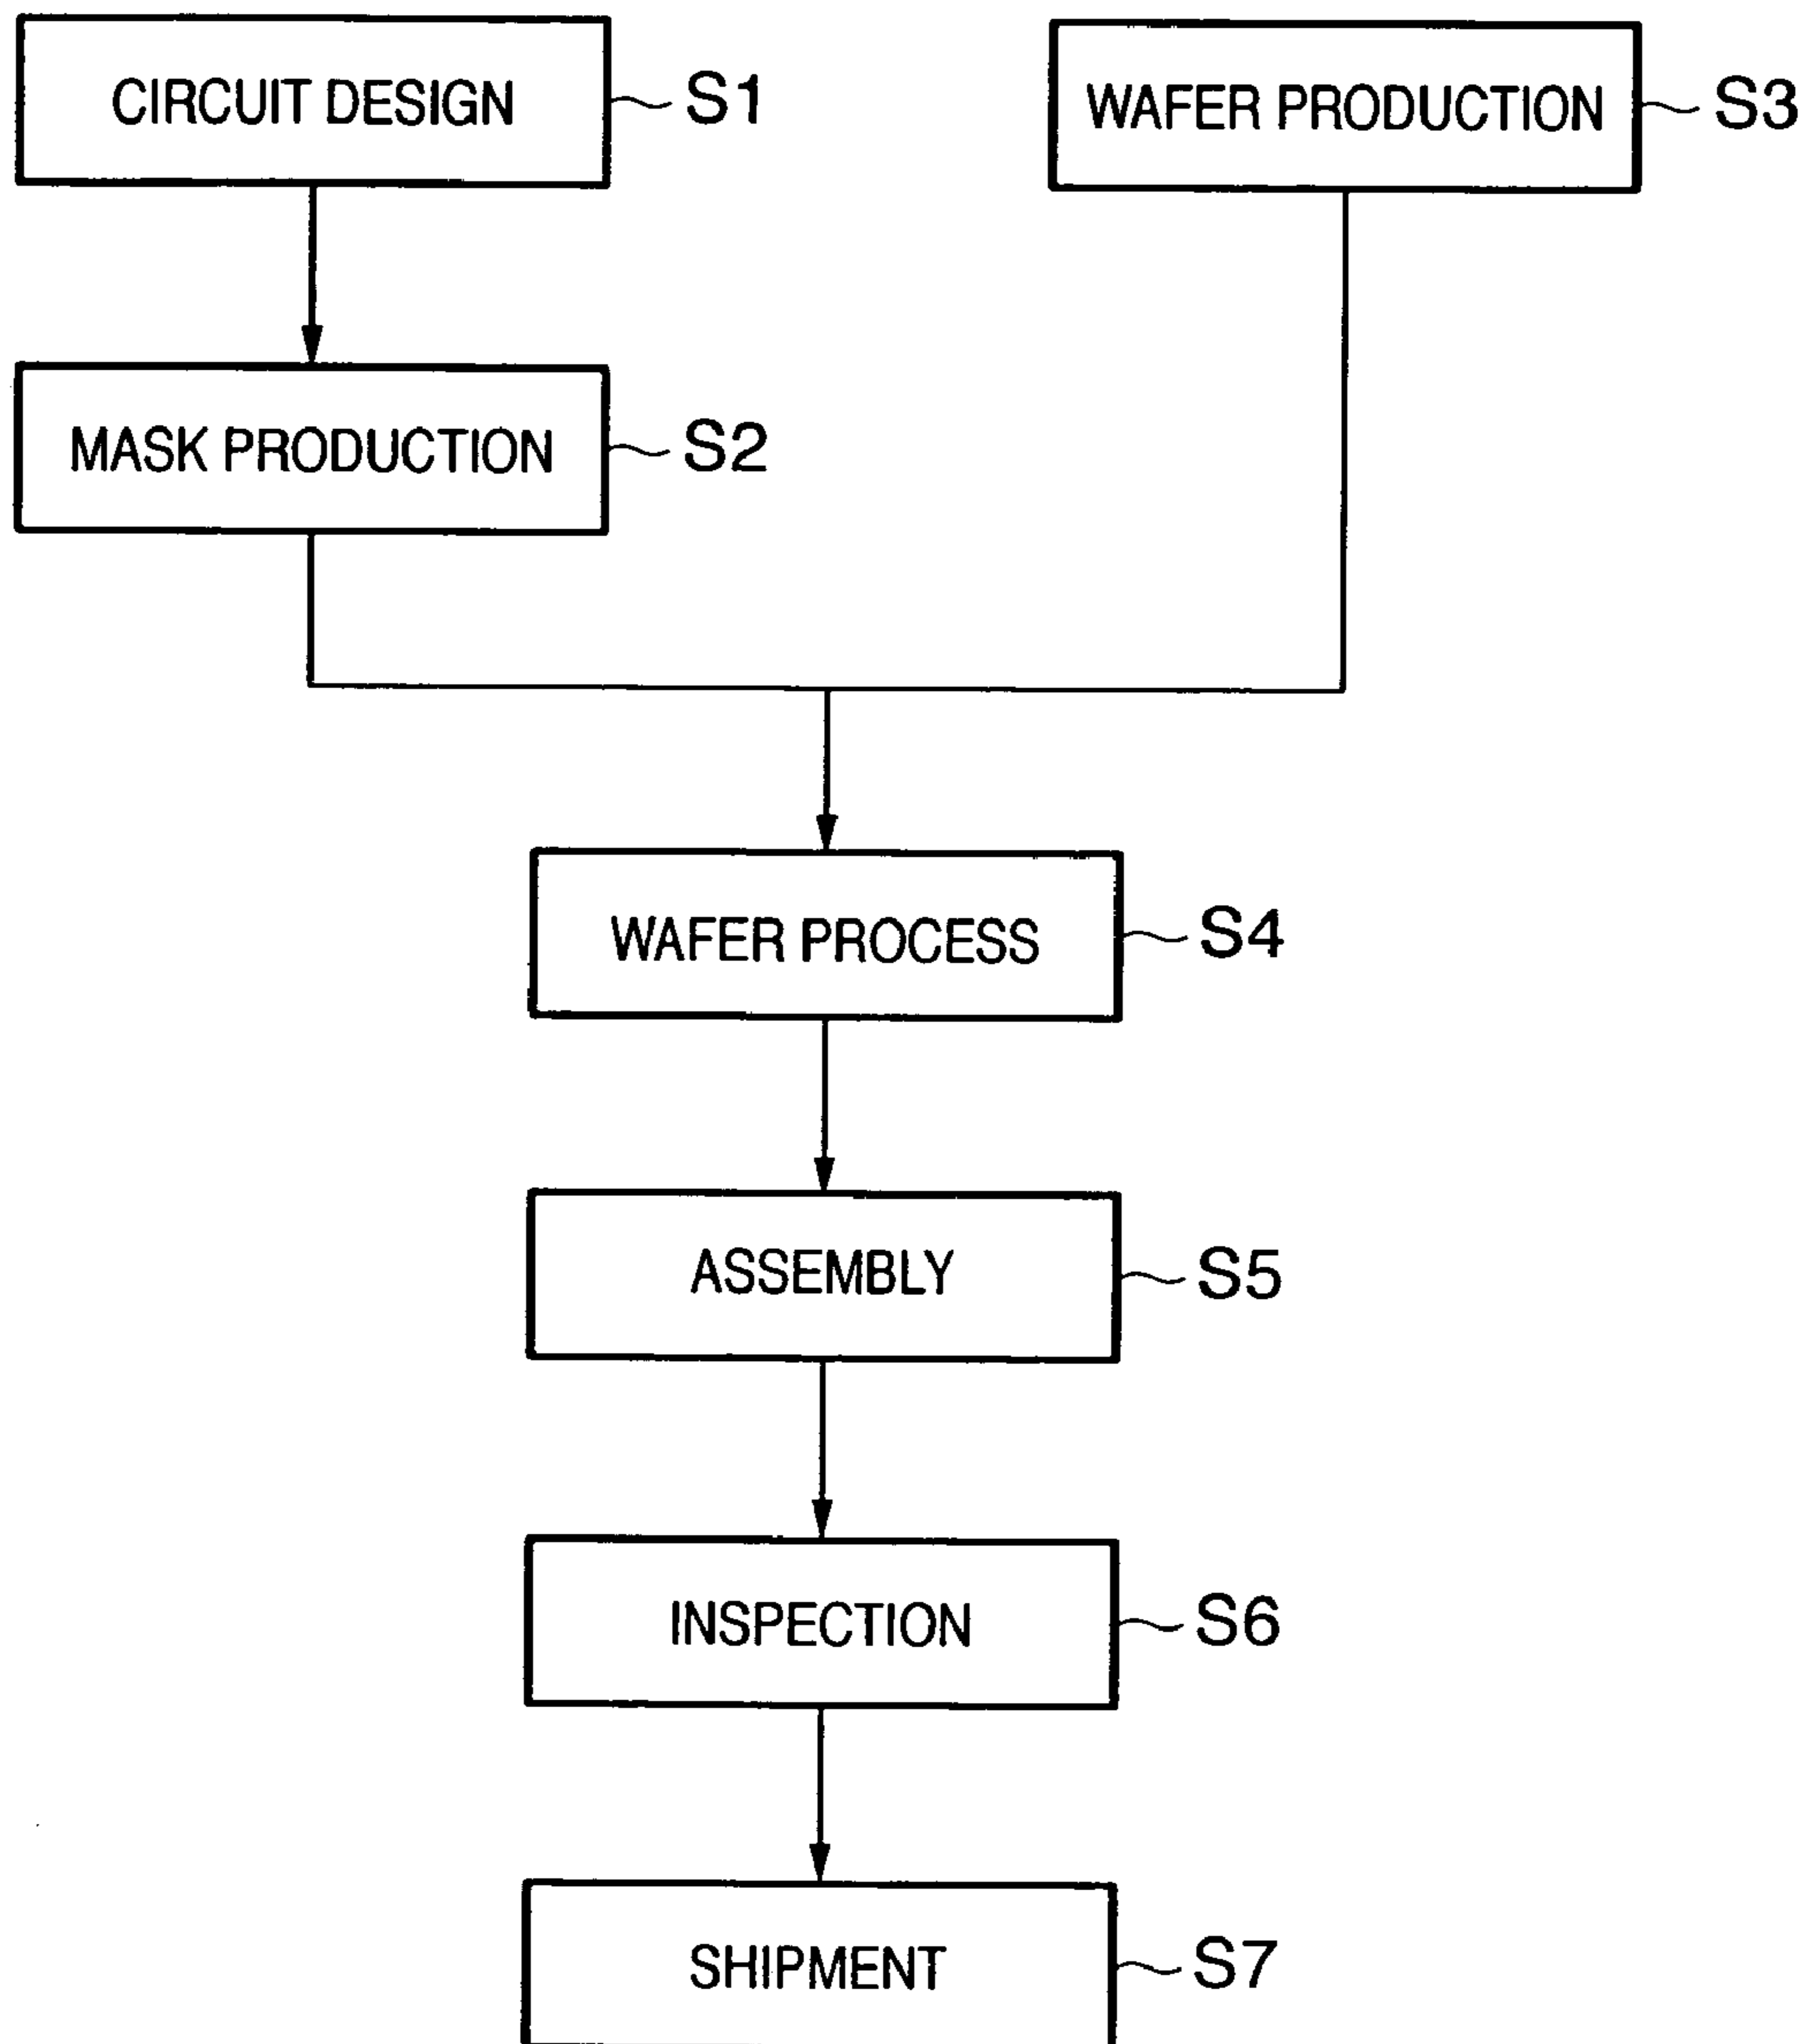 CIRCUIT DESIGN S1
WAFER PRODUCTION S3
MASK PRODUCTION S2
WAFER PROCESS S4
ASSEMBLY S5
INSPECTION S6
SHIPMENT S7